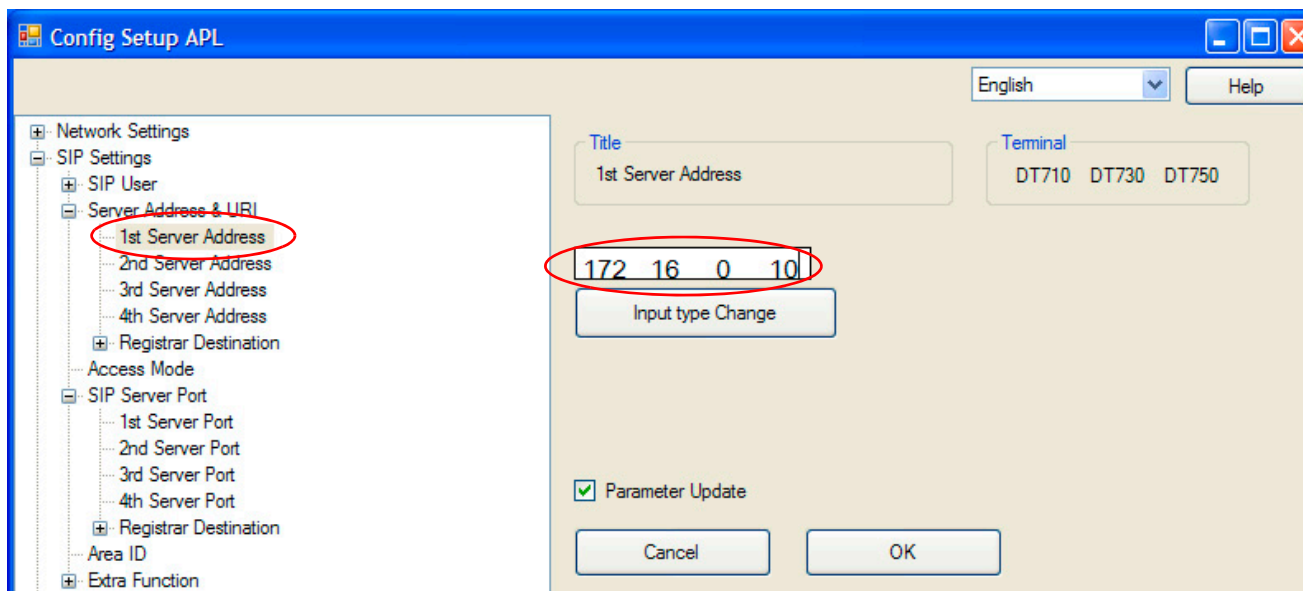 Config Setup APL
English
Help
Network Settings
SIP Settings
SIP User
Server Address & URI
1st Server Address
2nd Server Address
3rd Server Address
4th Server Address
Registrar Destination
Access Mode
SIP Server Port
1st Server Port
2nd Server Port
3rd Server Port
4th Server Port
Registrar Destination
Area ID
Extra Function
Title
1st Server Address
Terminal
DT710 DT730 DT750
172 16 0 10
Input type Change
Parameter Update
Cancel
OK